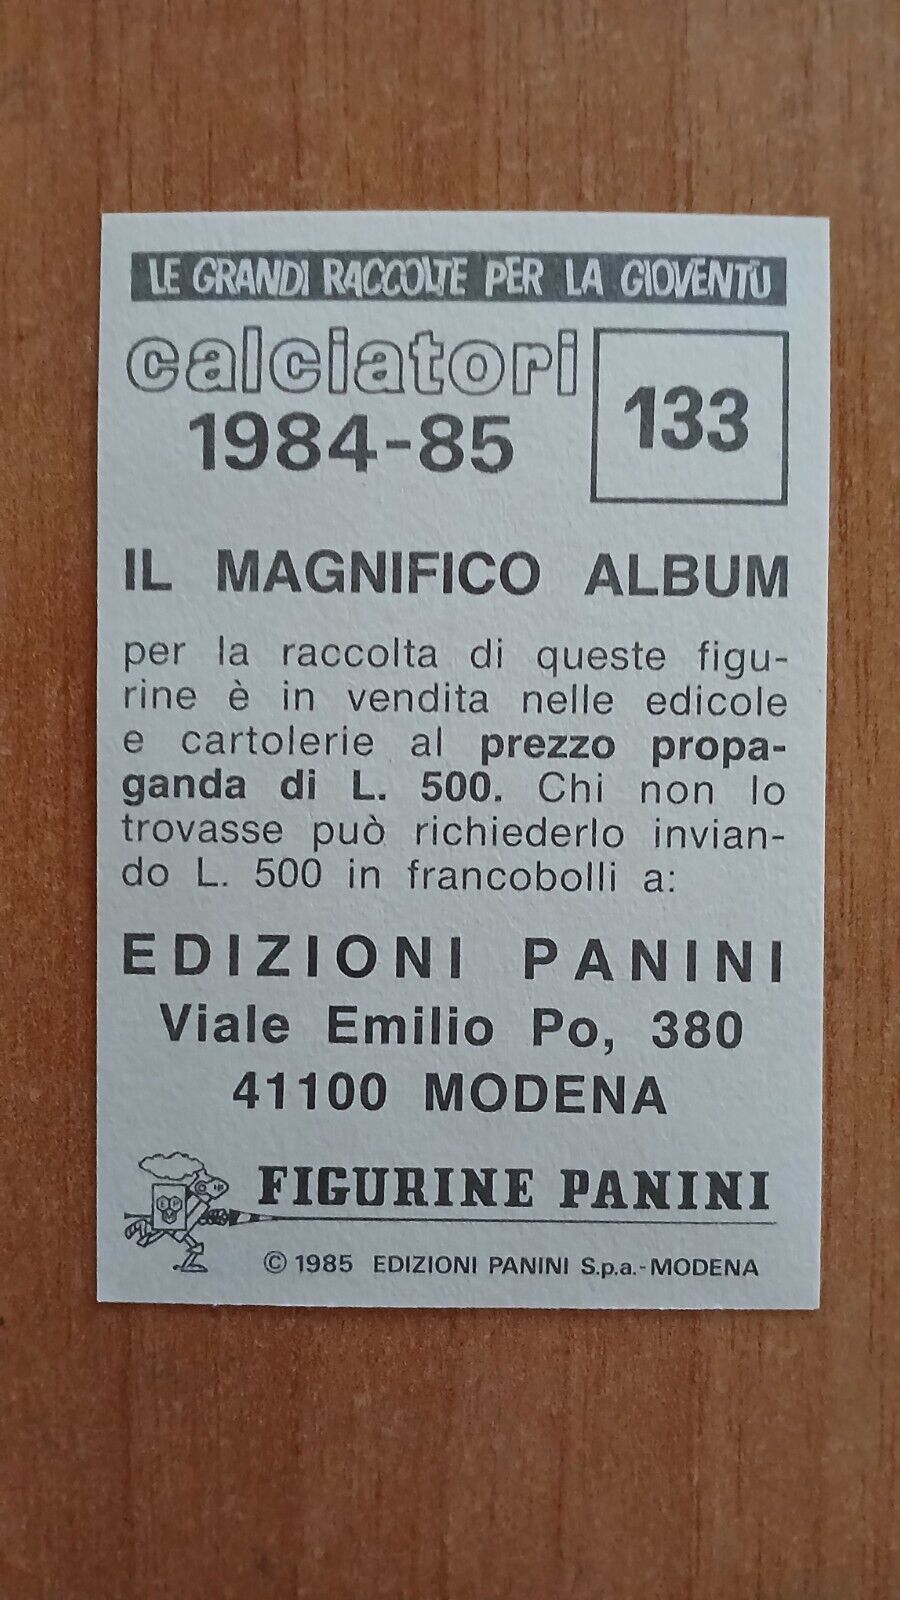 LE GRANDI RACCOLTE PER LA GIOVENTÙ
calciatori
1984-85
133
IL MAGNIFICO ALBUM
per la raccolta di queste figu-
rine è in vendita nelle edicole
e cartolerie al prezzo propa-
ganda di L. 500. Chi non lo
trovasse può richiederlo invian-
do L. 500 in francobolli a:
EDIZIONI PANINI
Viale Emilio Po, 380
41100 MODENA
FIGURINE PANINI
© 1985 EDIZIONI PANINI S.p.a.-MODENA